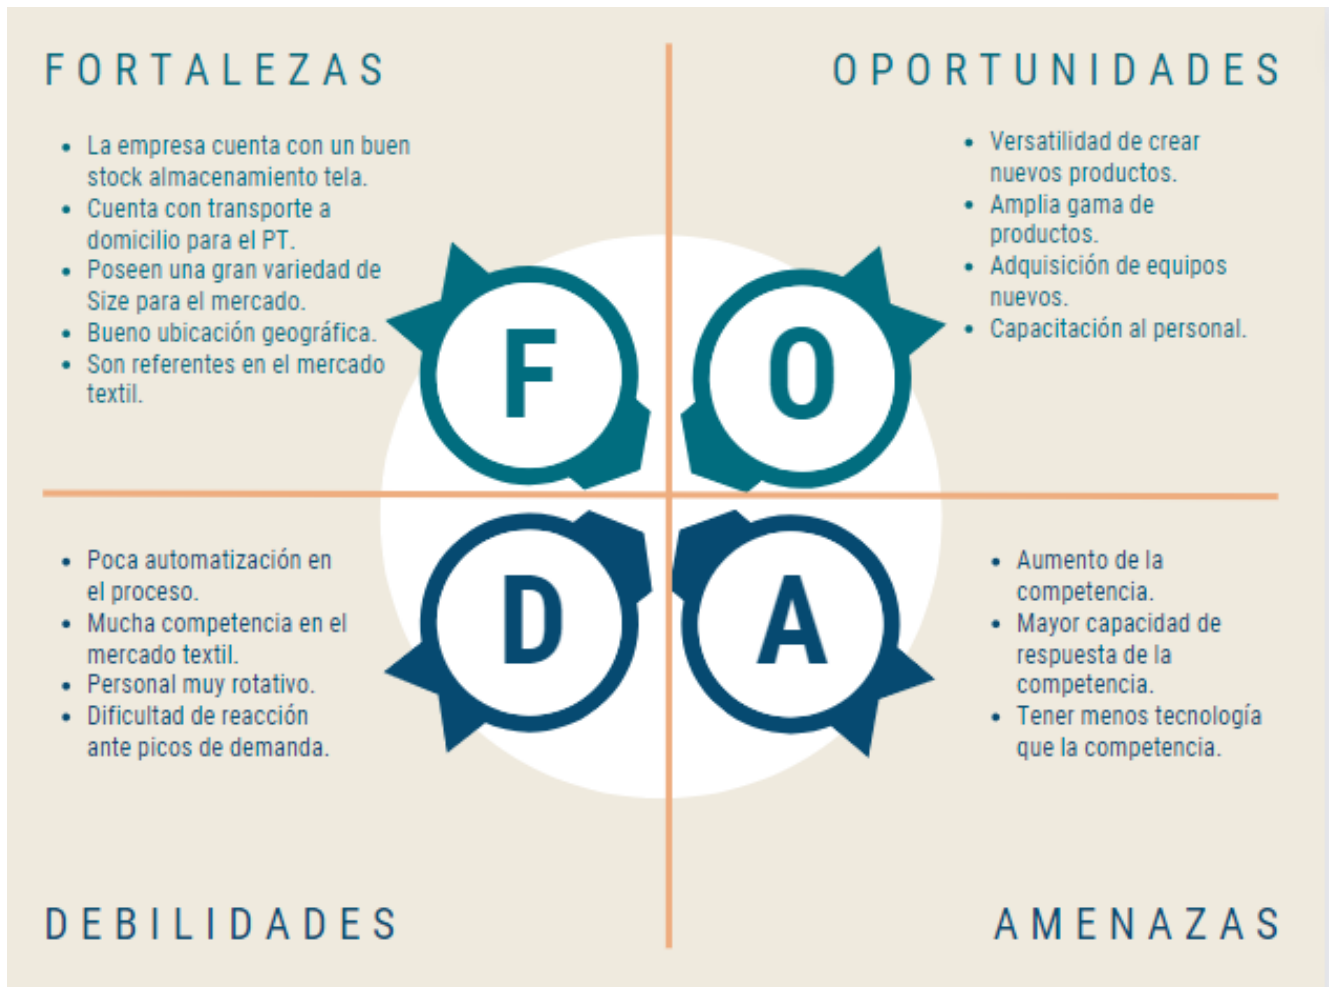 FORTALEZAS
• La empresa cuenta con un buen
stock almacenamiento tela.
• Cuenta con transporte a
domicilio para el PT.
• Poseen una gran variedad de
Size para el mercado.
• Bueno ubicación geográfica.
• Son referentes en el mercado
textil.
OPORTUNIDADES
• Versatilidad de crear
nuevos productos.
• Amplia gama de
productos.
• Adquisición de equipos
nuevos.
• Capacitación al personal.
F
O
D
A
• Poca automatización en
el proceso.
• Mucha competencia en el
mercado textil.
• Personal muy rotativo.
• Dificultad de reacción
ante picos de demanda.
DEBILIDADES
• Aumento de la
competencia.
• Mayor capacidad de
respuesta de la
competencia.
• Tener menos tecnología
que la competencia.
AMENAZAS